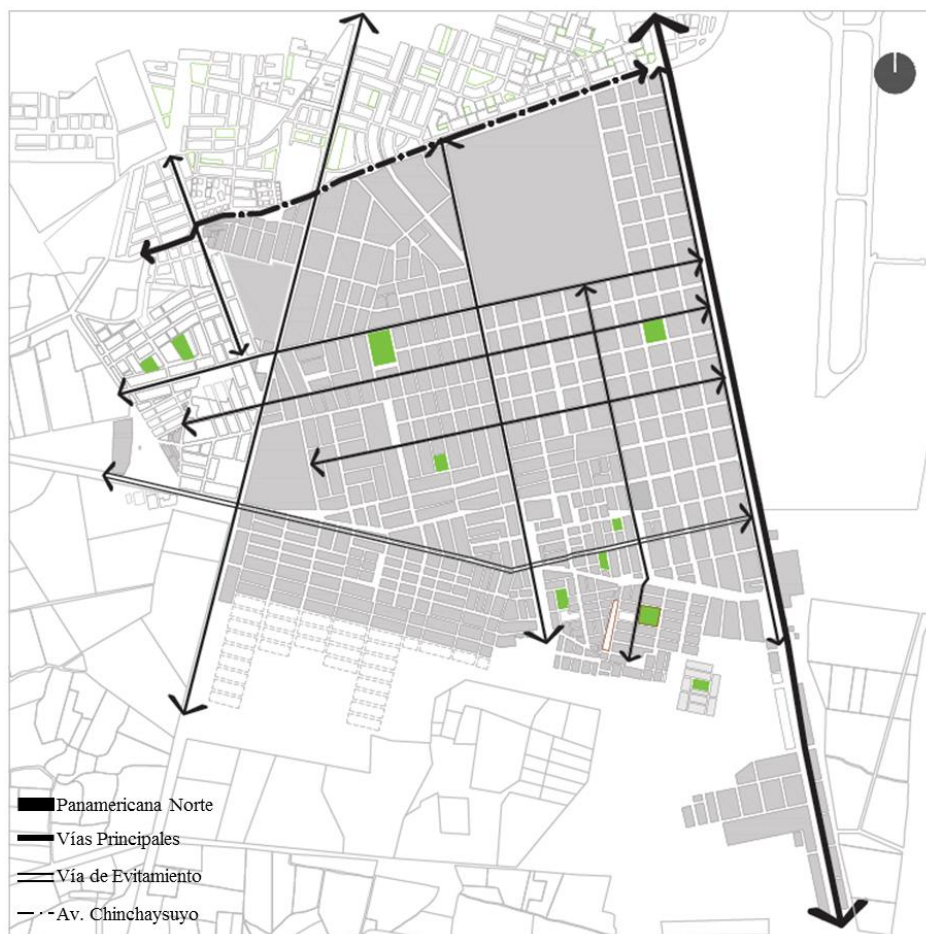 Panamericana Norte
Vías Principales
Vía de Evitamiento
Av. Chinchaysuyo